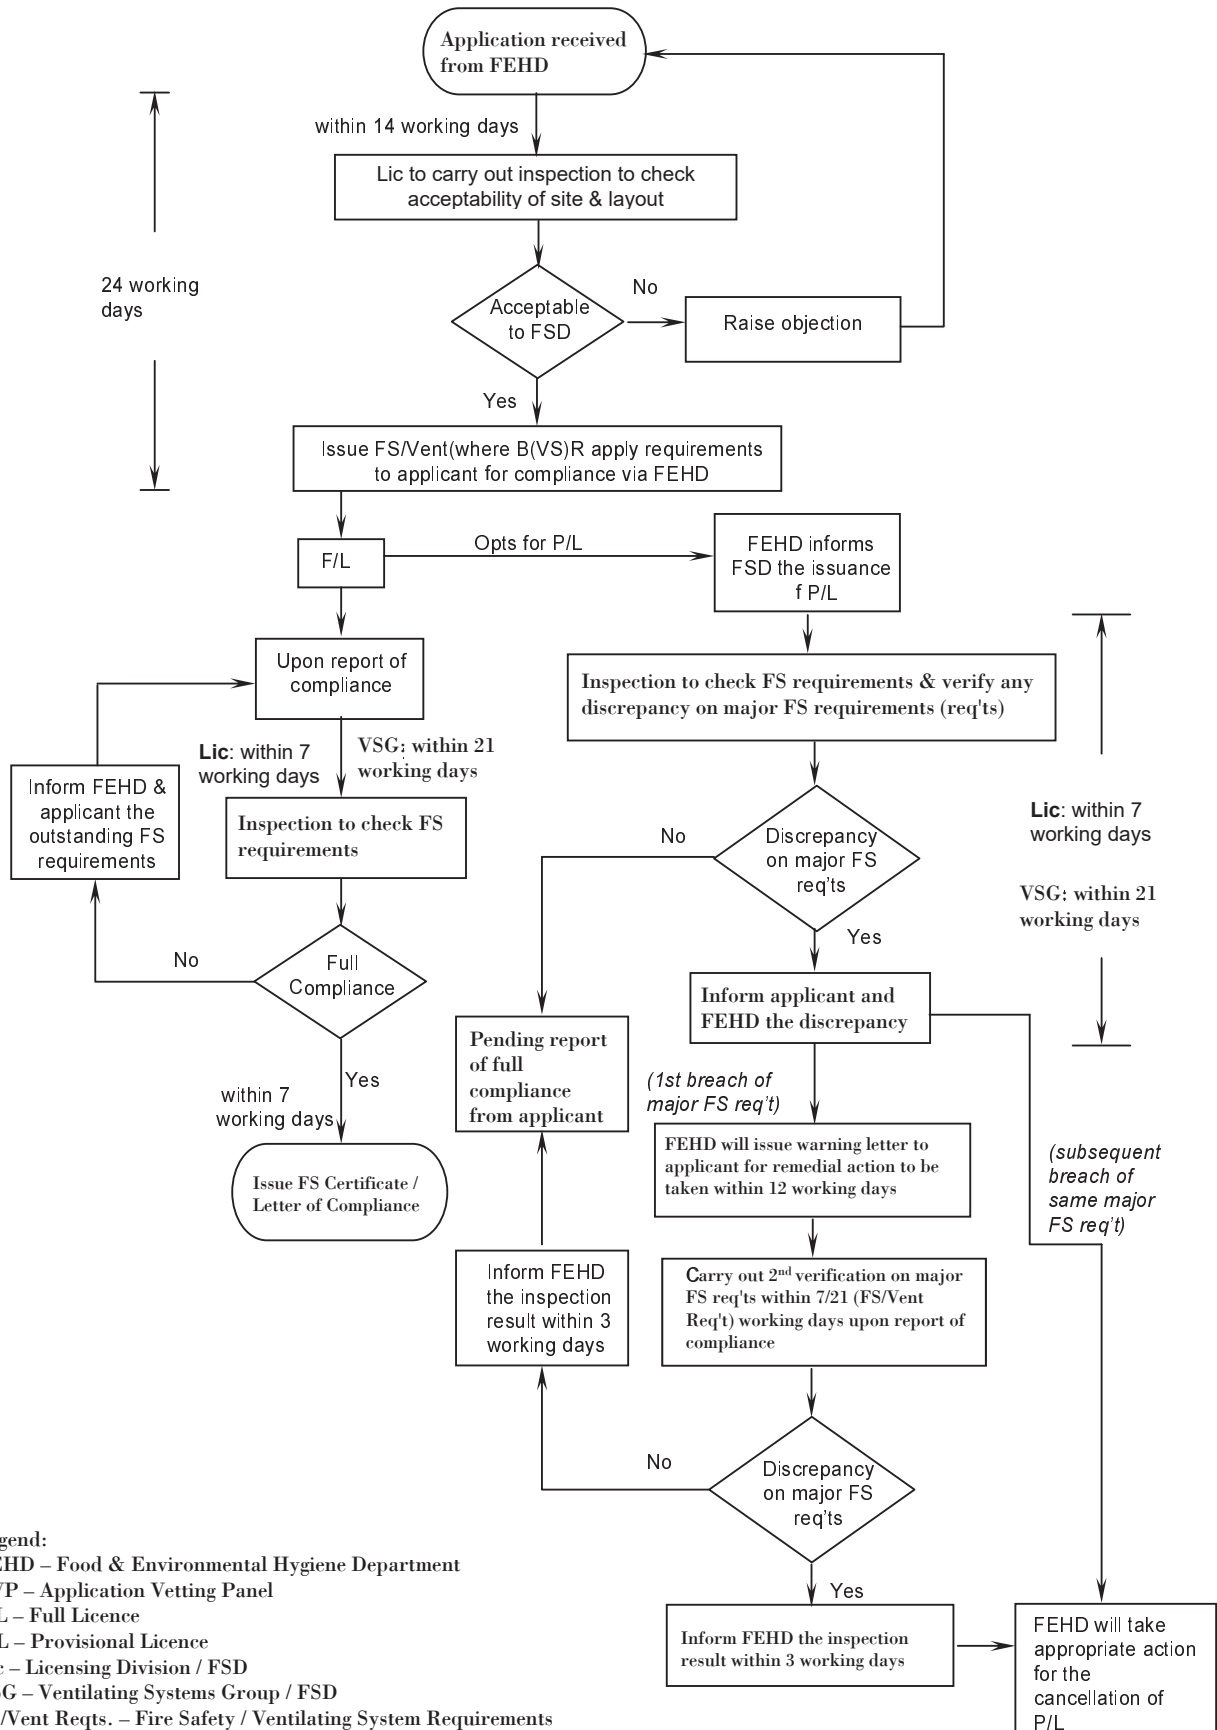 Application received
from FEHD
within 14 working days
Lic to carry out inspection to check
acceptability of site & layout
24 working
days
Acceptable
to FSD
No
Raise objection
Yes
Issue FS/Vent(where B(VS)R apply requirements
to applicant for compliance via FEHD
F/L
Opts for P/L
FEHD informs
FSD the issuance
f P/L
Upon report of
compliance
Inspection to check FS requirements & verify any
discrepancy on major FS requirements (req'ts)
Lic: within 7
working days
VSG: within 21
working days
Inform FEHD &
applicant the
outstanding FS
requirements
Inspection to check FS
requirements
No
Discrepancy
on major FS
req'ts
Yes
Lic: within 7
working days
VSG: within 21
working days
No
Full
Compliance
Yes
within 7
working days
Issue FS Certificate /
Letter of Compliance
Inform applicant and
FEHD the discrepancy
Pending report
of full
compliance
from applicant
(1st breach of
major FS req't)
FEHD will issue warning letter to
applicant for remedial action to be
taken within 12 working days
(subsequent
breach of
same major
FS req't)
Inform FEHD
the inspection
result within 3
working days
Carry out 2nd verification on major
FS req'ts within 7/21 (FS/Vent
Req't) working days upon report of
compliance
No
Discrepancy
on major FS
req'ts
Yes
Inform FEHD the inspection
result within 3 working days
FEHD will take
appropriate action
for the
cancellation of
P/L
gend:
EHD – Food & Environmental Hygiene Department
VP – Application Vetting Panel
L – Full Licence
L – Provisional Licence
c – Licensing Division / FSD
SG – Ventilating Systems Group / FSD
/Vent Reqts. – Fire Safety / Ventilating System Requirements